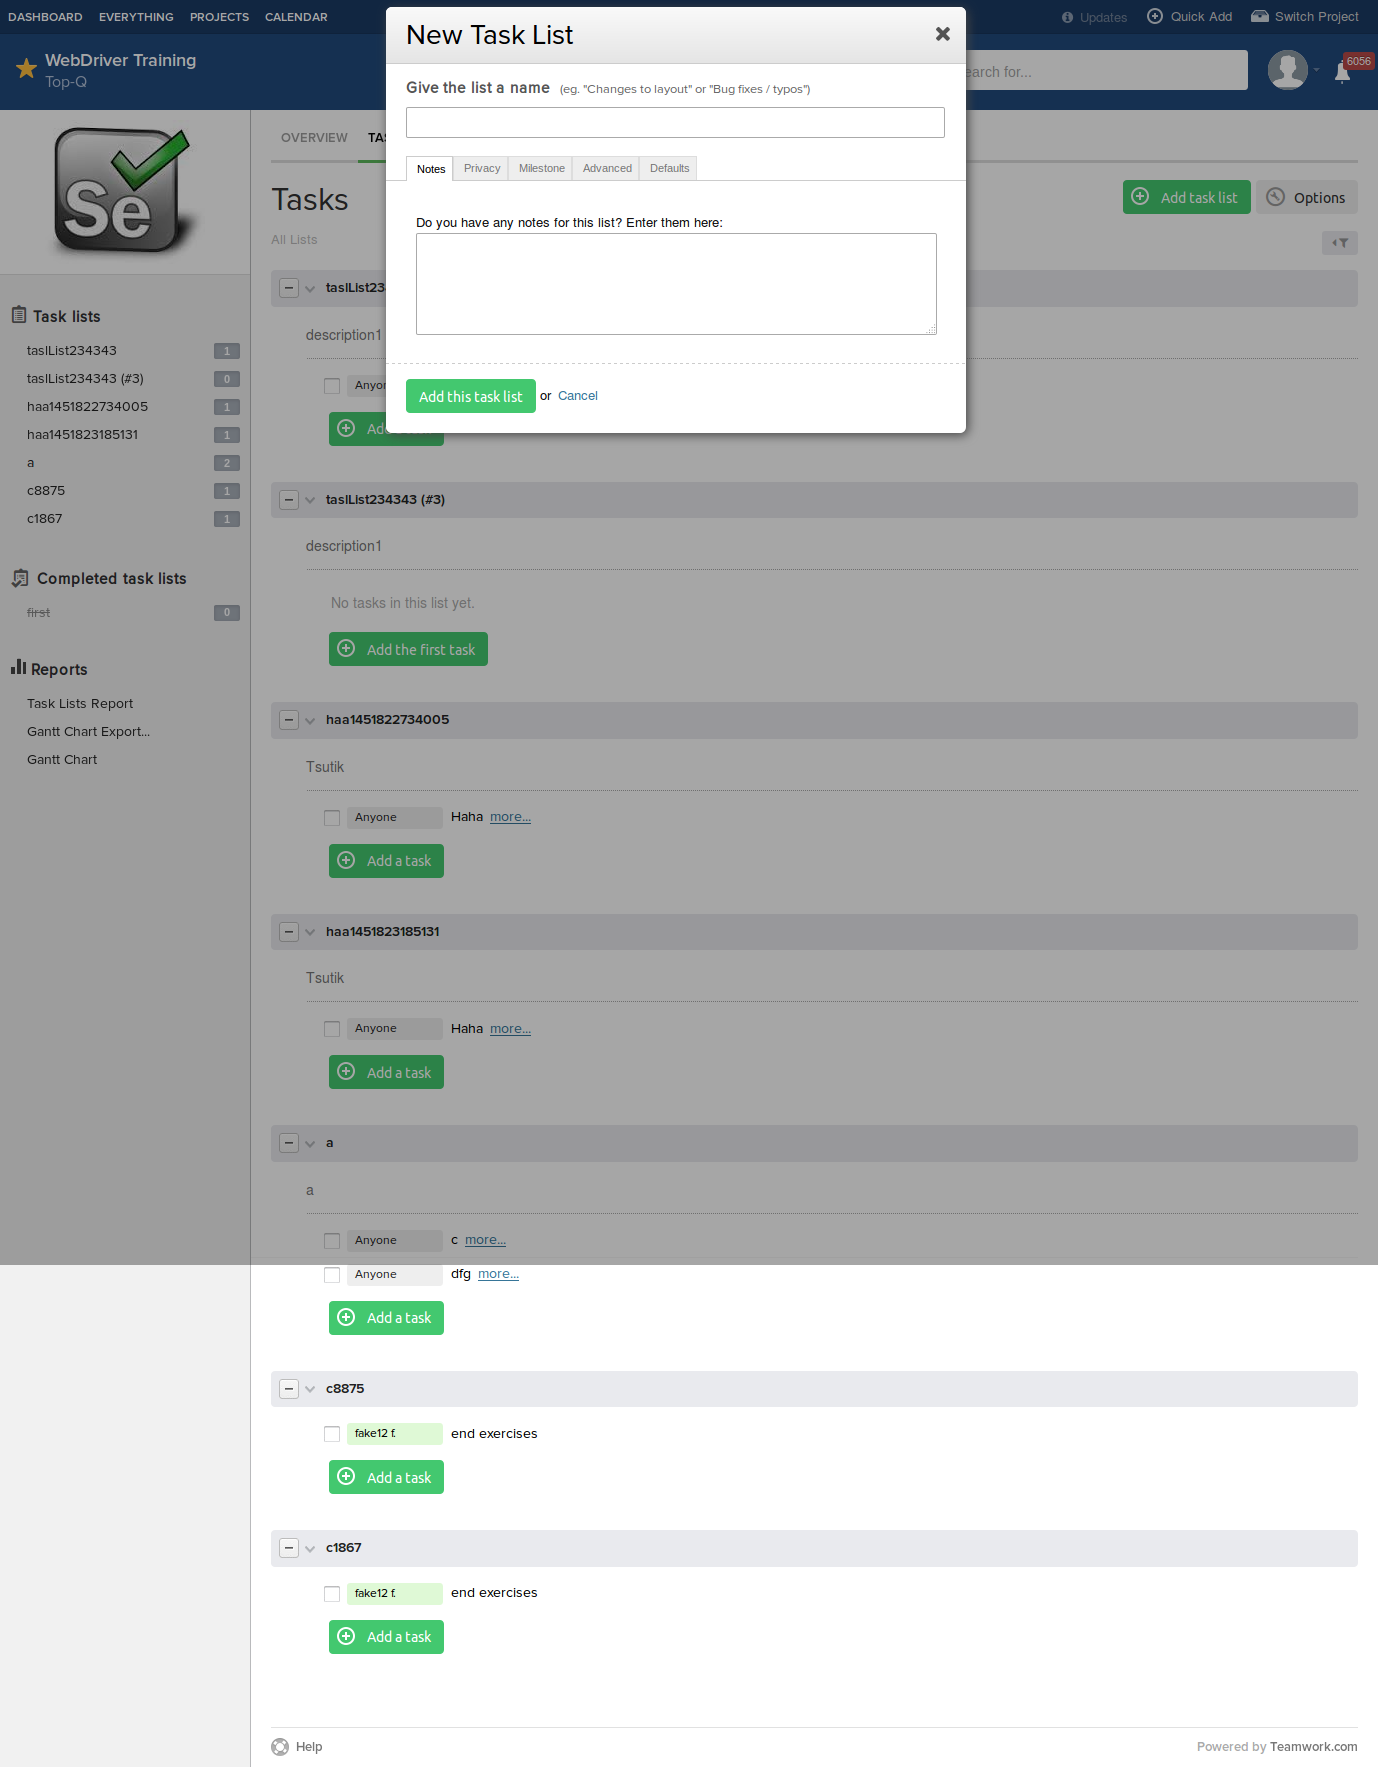 DASHBOARD EVERYTHING PROJECTS CALENDAR
Updates Quick Add Switch Project
WebDriver Training
Top-Q
earch for...
6056
New Task List
Give the list a name (eg. "Changes to layout" or "Bug fixes / typos")
Notes Privacy Milestone Advanced Defaults
Do you have any notes for this list? Enter them here:
Add this task list or Cancel
Se
Task lists
taslList234343 1
taslList234343 (#3) 0
haa1451822734005 1
haa1451823185131 1
a 2
c8875 1
c1867 1
Completed task lists
first 0
Reports
Task Lists Report
Gantt Chart Export...
Gantt Chart
OVERVIEW TAS
Tasks
Add task list Options
All Lists
taslList23
description1
Anyo
Ad
taslList234343 (#3)
description1
No tasks in this list yet.
Add the first task
haa1451822734005
Tsutik
Anyone Haha more...
Add a task
haa1451823185131
Tsutik
Anyone Haha more...
Add a task
a
a
Anyone c more...
Anyone dfg more...
Add a task
c8875
fake12 f. end exercises
Add a task
c1867
fake12 f. end exercises
Add a task
Help
Powered by Teamwork.com